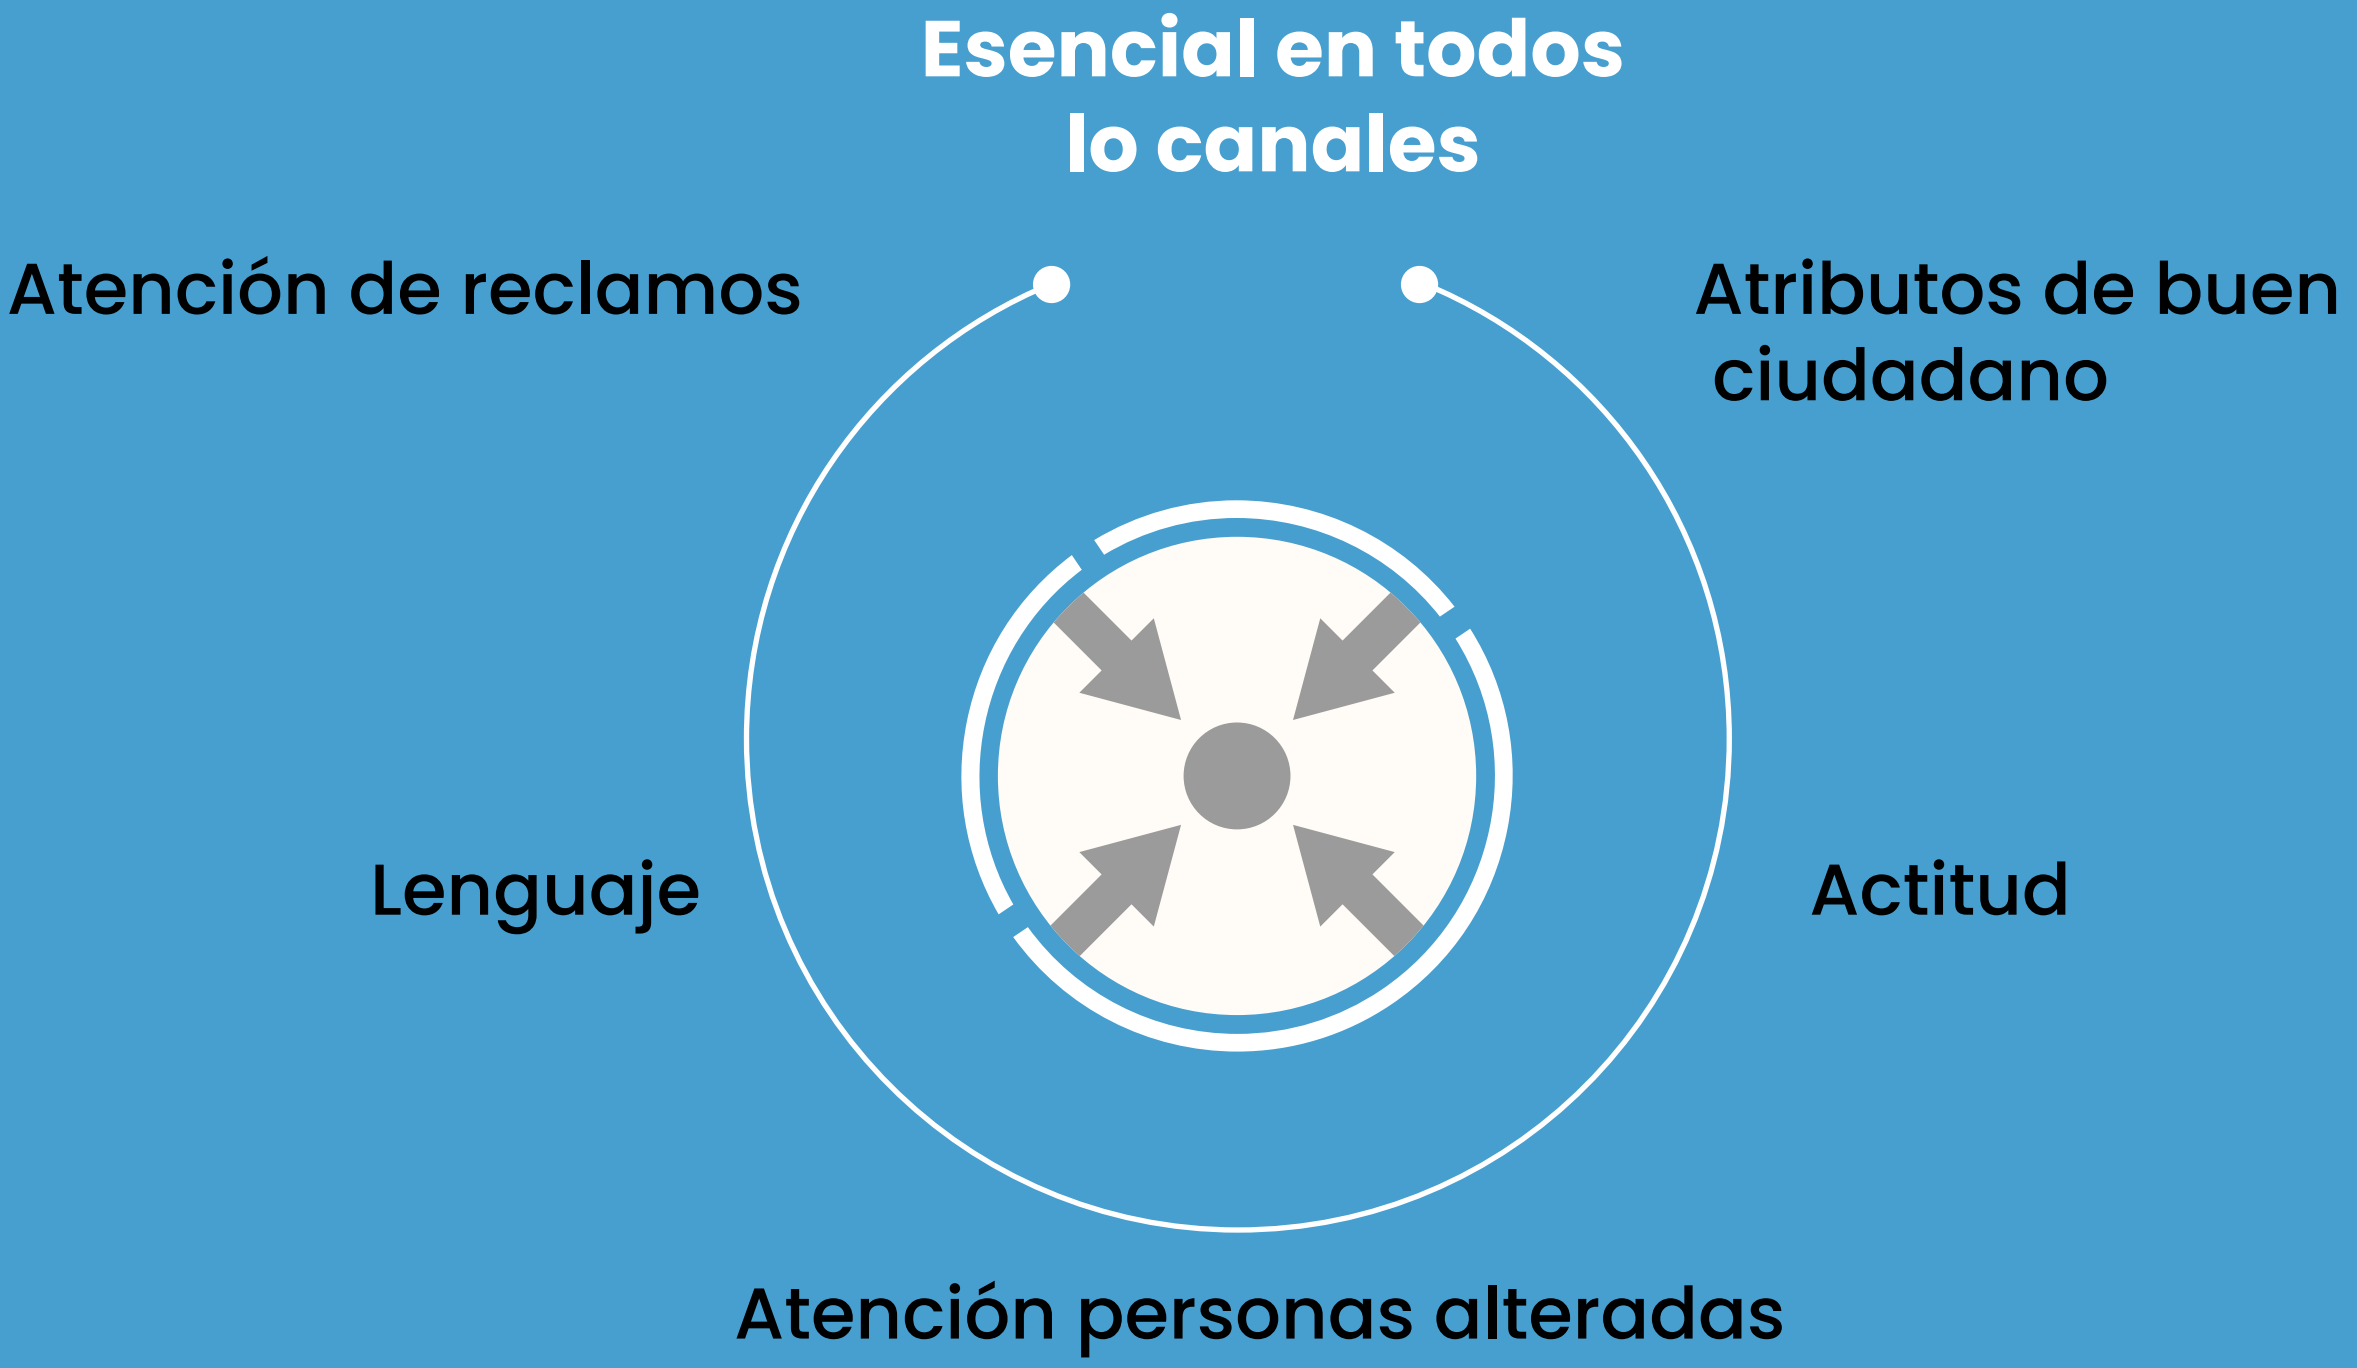 Esencial en todos
lo canales
Atención de reclamos
Atributos de buen
ciudadano
Lenguaje
Actitud
Atención personas alteradas